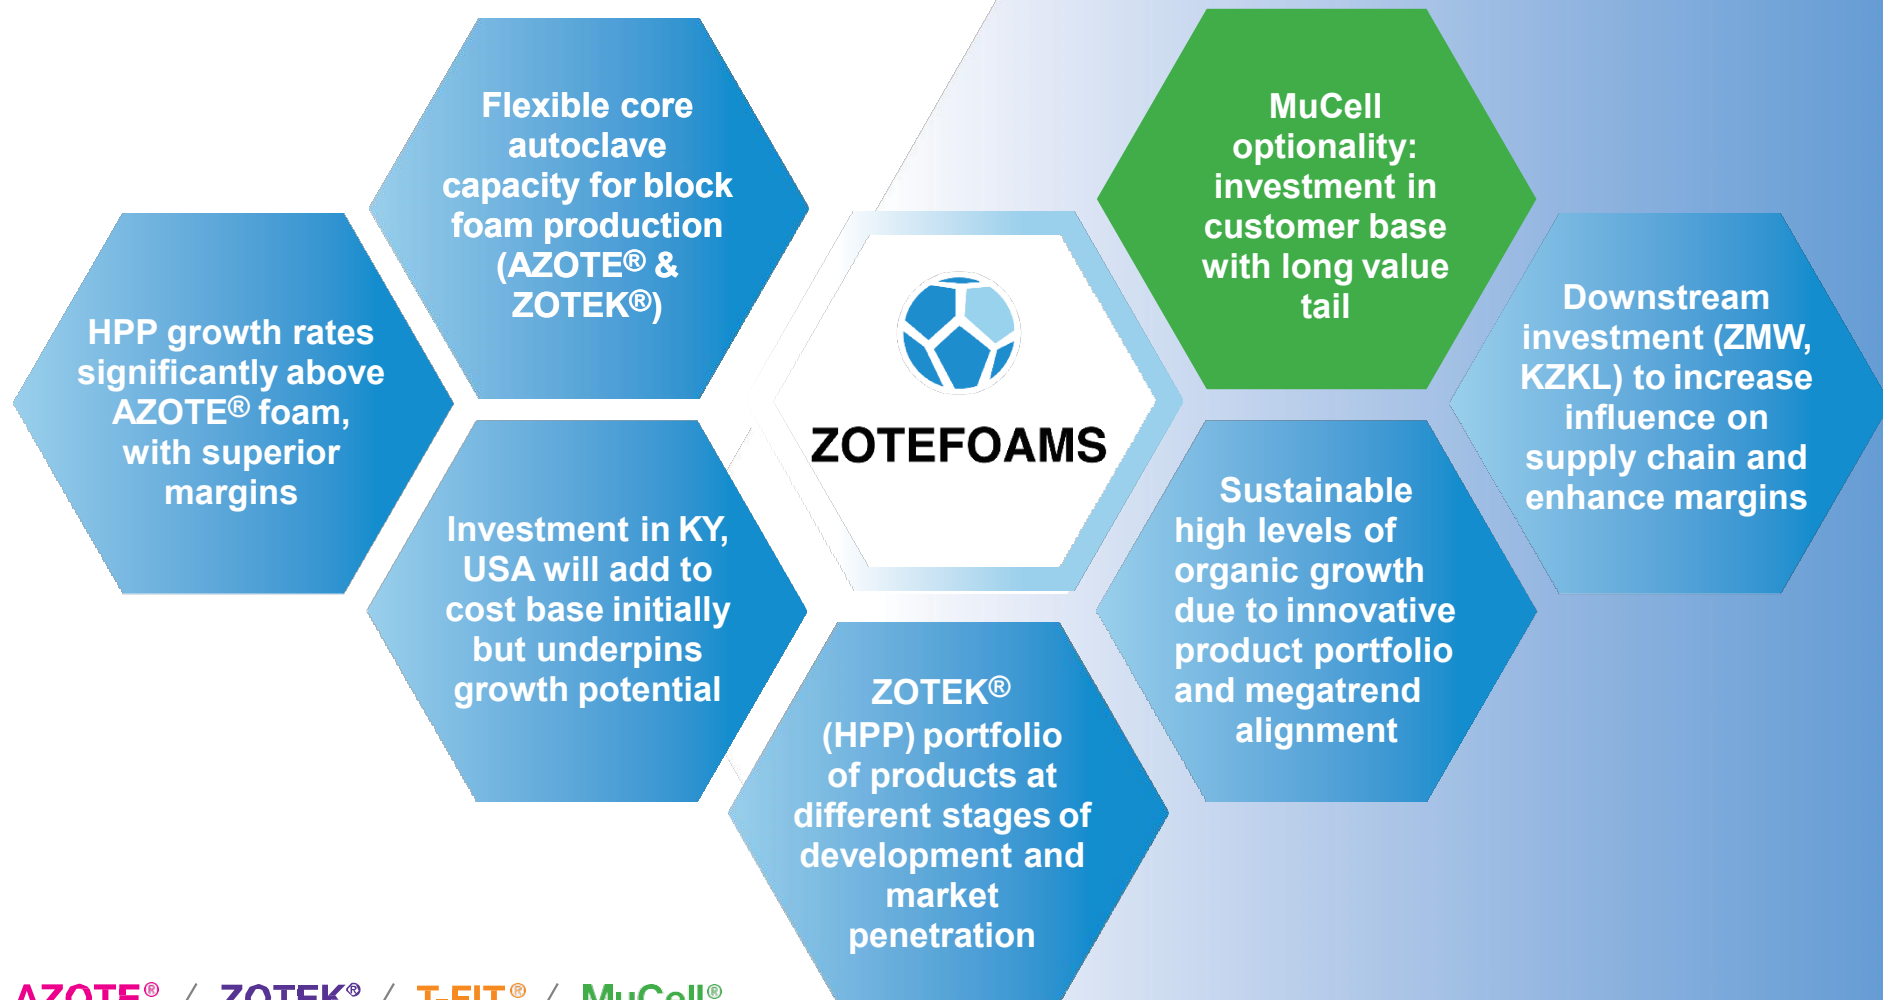 Flexible core
autoclave
capacity for block
foam production
(AZOTE® &
ZOTEK®)
MuCell
optionality:
investment in
customer base
with long value
tail
HPP growth rates
significantly above
AZOTE® foam,
with superior
margins
ZOTEFOAMS
Downstream
investment (ZMW,
KZKL) to increase
influence on
supply chain and
enhance margins
Investment in KY,
USA will add to
cost base initially
but underpins
growth potential
Sustainable
high levels of
organic growth
due to innovative
product portfolio
and megatrend
alignment
ZOTEK®
(HPP) portfolio
of products at
different stages of
development and
market
penetration
AZOTE® / ZOTEK® / T-FIT® / MuCell®